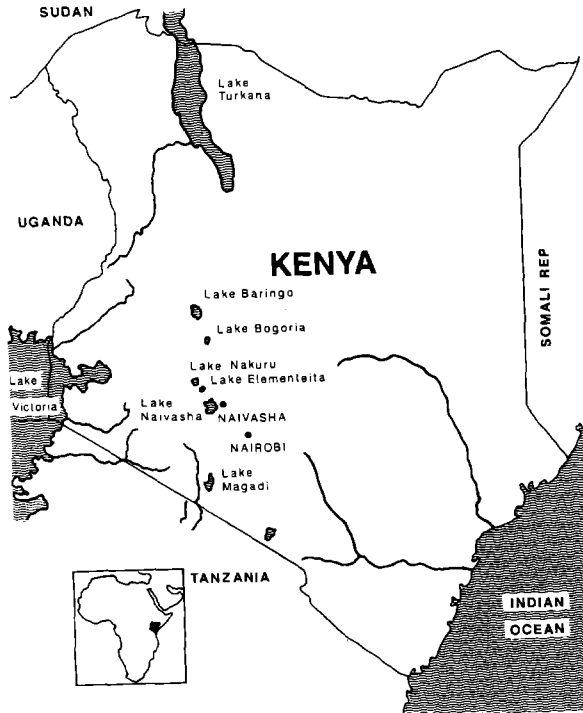 SUDAN
Lake
Turkana
UGANDA
KENYA
SOMALI REP
Lake Baringo
Lake Bogoria
Lake Nakuru
Lake Elementeita
Lake
Naivasha
NAIVASHA
Lake
Victoria
NAIROBI
Lake
Magadi
TANZANIA
INDIAN
OCEAN